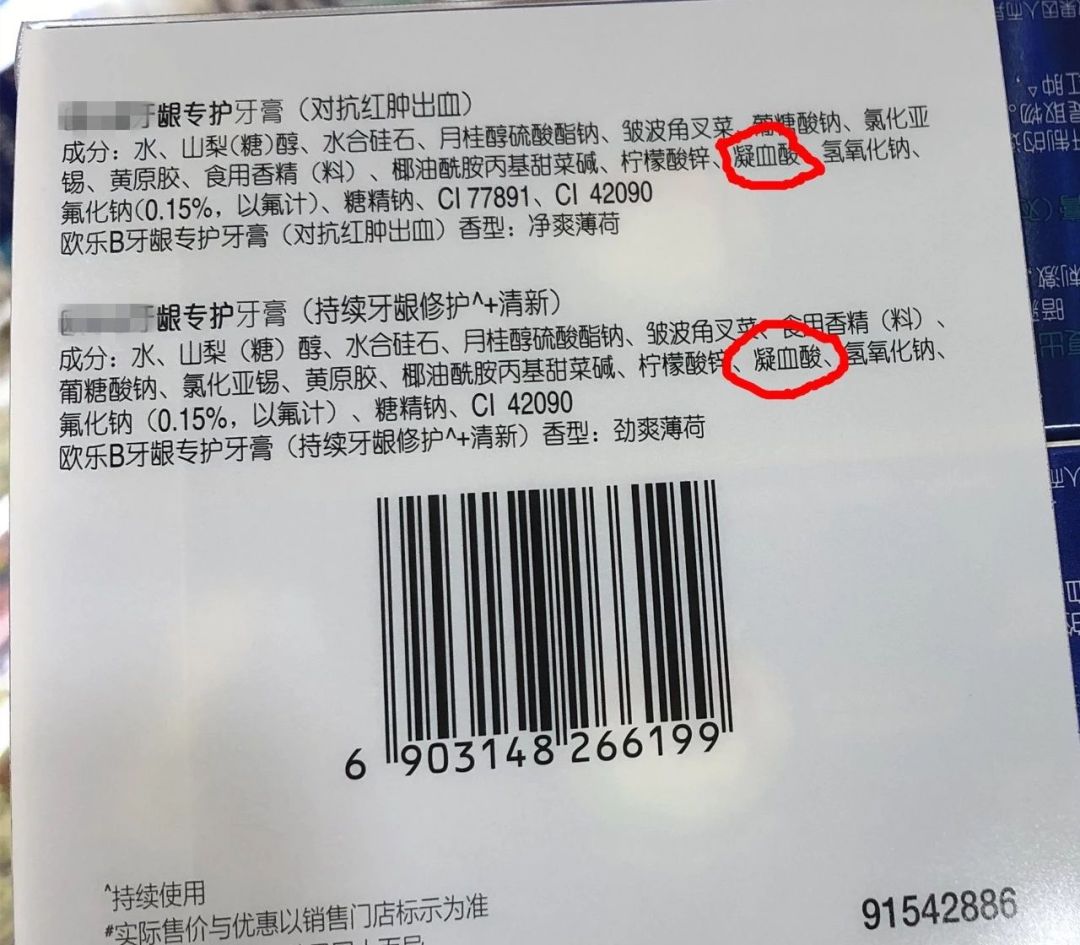 牙龈专护牙膏（对抗红肿出血）
成分：水、山梨(糖)醇、水合硅石、月桂醇硫酸酯钠、皱波角叉菜、葡糖酸钠、氯化亚
锡、黄原胶、食用香精（料）、椰油酰胺丙基甜菜碱、柠檬酸锌、凝血酸、氢氧化钠、
氟化钠(0.15%，以氟计)、糖精钠、CI 77891、CI 42090
欧乐B牙龈专护牙膏（对抗红肿出血）香型：净爽薄荷
牙龈专护牙膏（持续牙龈修护^+清新）
成分：水、山梨（糖）醇、水合硅石、月桂醇硫酸酯钠、皱波角叉菜、食用香精（料）、
葡糖酸钠、氯化亚锡、黄原胶、椰油酰胺丙基甜菜碱、柠檬酸锌、凝血酸、氢氧化钠、
氟化钠（0.15%，以氟计）、糖精钠、CI 42090
欧乐B牙龈专护牙膏（持续牙龈修护^+清新）香型：劲爽薄荷
6 903148 266199
^持续使用
#实际售价与优惠以销售门店标示为准
91542886